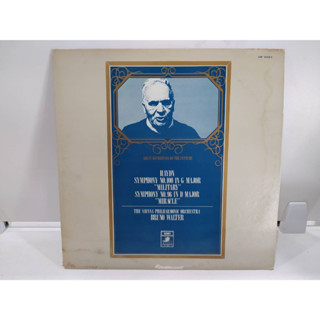 GREAT RECORDINGS OF THE CENTURY
HAYDN
SYMPHONY NO.100 IN G MAJOR
"MILITARY"
SYMPHONY NO.96 IN D MAJOR
"MIRACLE"
THE VIENNA PHILHARMONIC ORCHESTRA
BRUNO WALTER